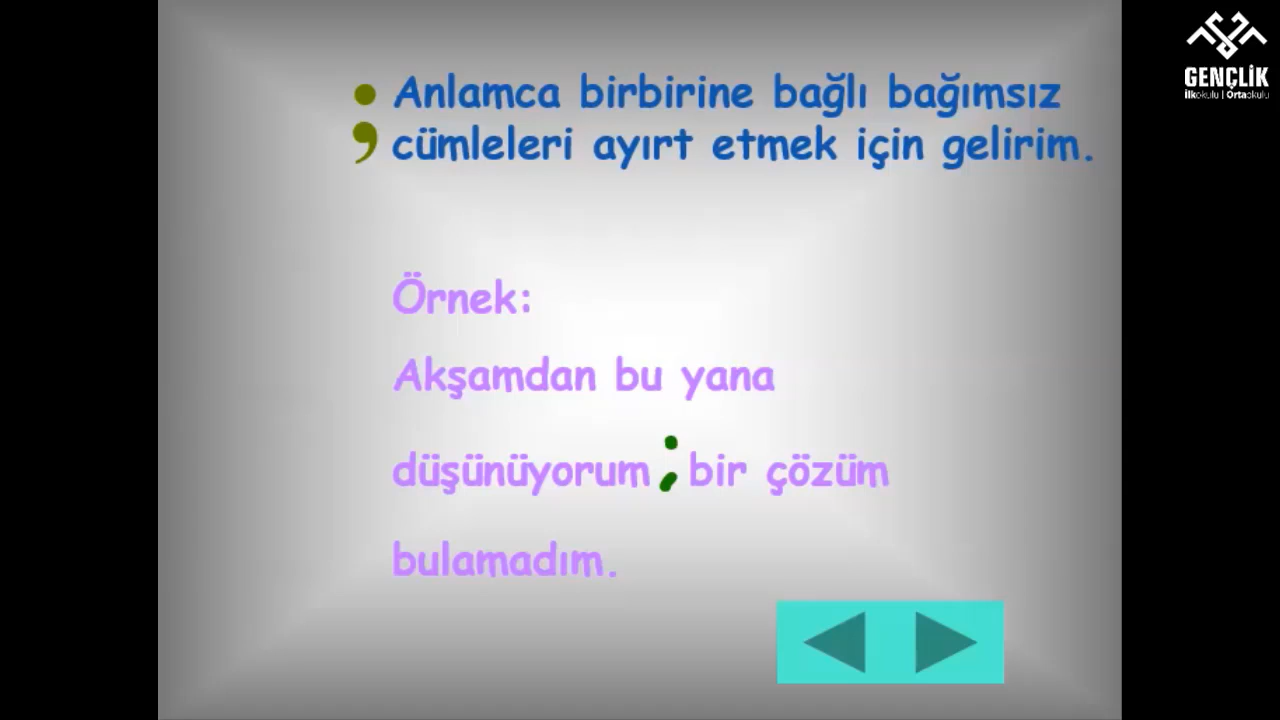 GENÇLİK
İlkokulu | Ortaokulu
; Anlamca birbirine bağlı bağımsız
cümleleri ayırt etmek için gelirim.
Örnek:
Akşamdan bu yana
düşünüyorum ; bir çözüm
bulamadım.